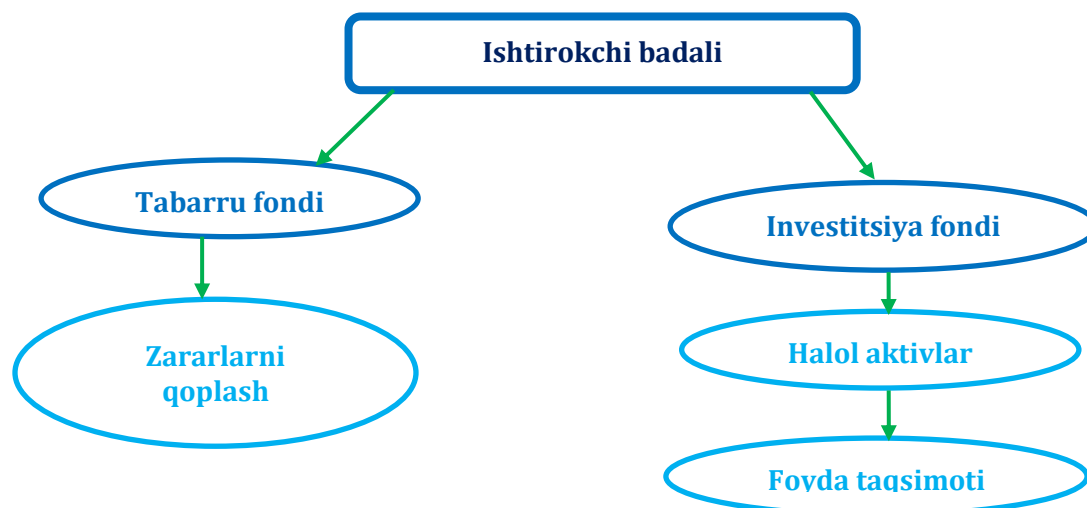 Ishtirokchi badali
Tabarru fondi
Investitsiya fondi
Zararlarni
qoplash
Halol aktivlar
Foyda taqsimoti